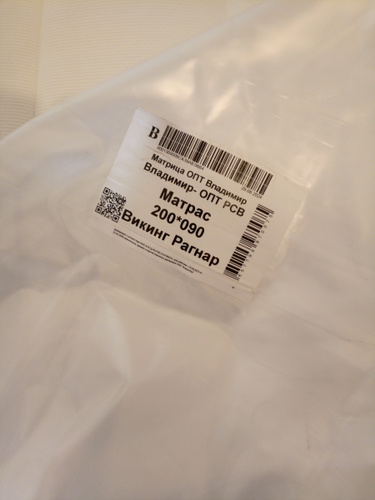 В
Матрица ОПТ Владимир
Владимир- ОПТ РСВ
Матрас
200*090
Викинг Рагнар